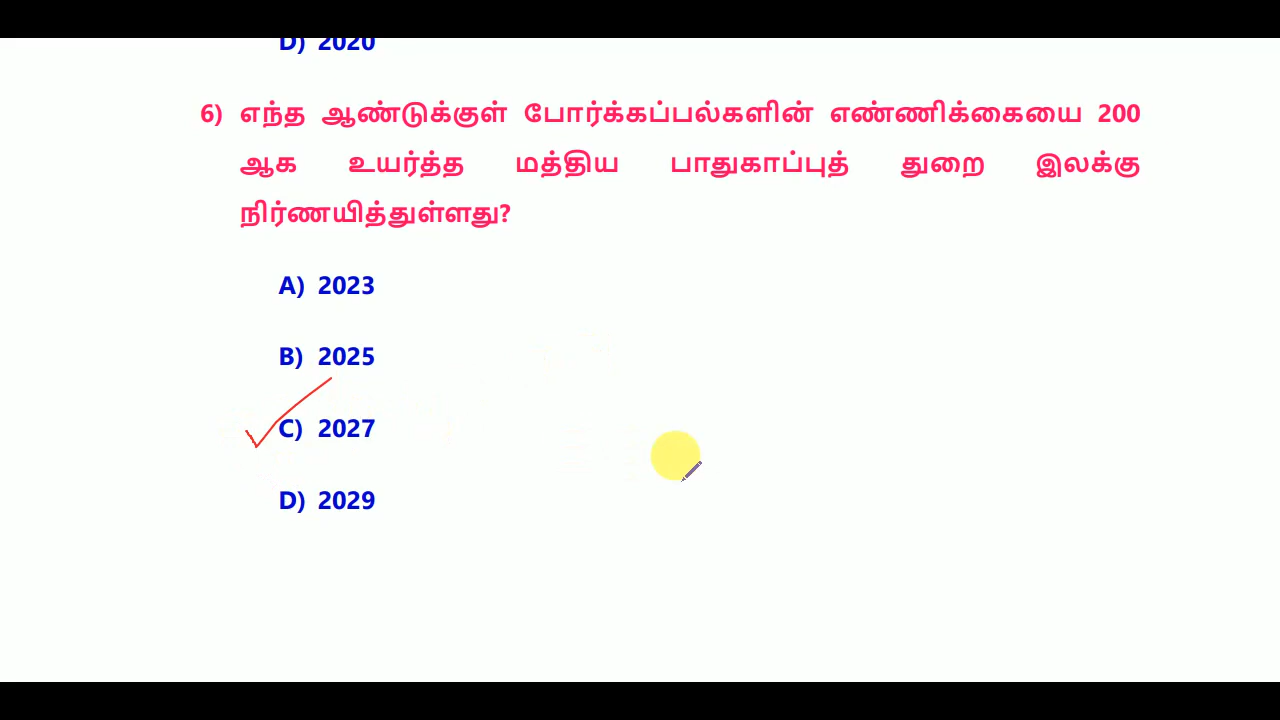 D) 2020
6) எந்த ஆண்டுக்குள் போர்க்கப்பல்களின் எண்ணிக்கையை 200
ஆக உயர்த்த மத்திய பாதுகாப்புத் துறை இலக்கு
நிர்ணயித்துள்ளது?
A) 2023
B) 2025
C) 2027
D) 2029